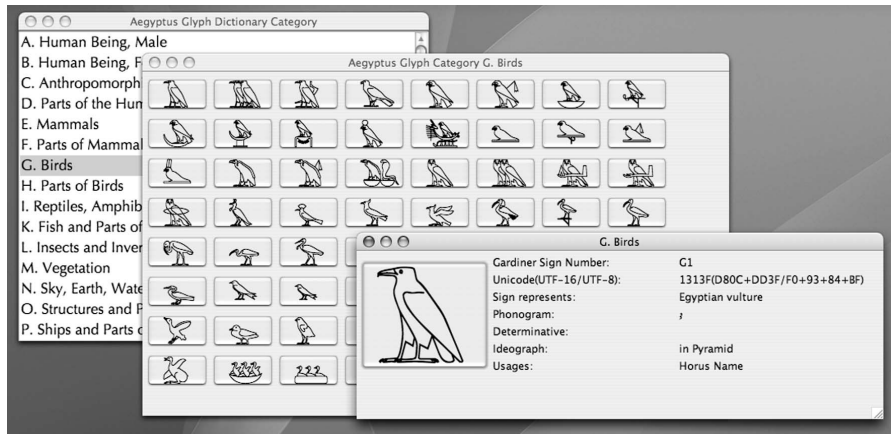 Aegyptus Glyph Dictionary Category
A. Human Being, Male
B. Human Being, F
C. Anthropomorph
D. Parts of the Hum
E. Mammals
F. Parts of Mammal
G. Birds
H. Parts of Birds
I. Reptiles, Amphib
K. Fish and Parts of
L. Insects and Inver
M. Vegetation
N. Sky, Earth, Wate
O. Structures and P
P. Ships and Parts o
Aegyptus Glyph Category G. Birds
G. Birds
Gardiner Sign Number: G1
Unicode(UTF-16/UTF-8): 1313F(D80C+DD3F/F0+93+84+BF)
Sign represents: Egyptian vulture
Phonogram: ꜣ
Determinative:
Ideograph: in Pyramid
Usages: Horus Name